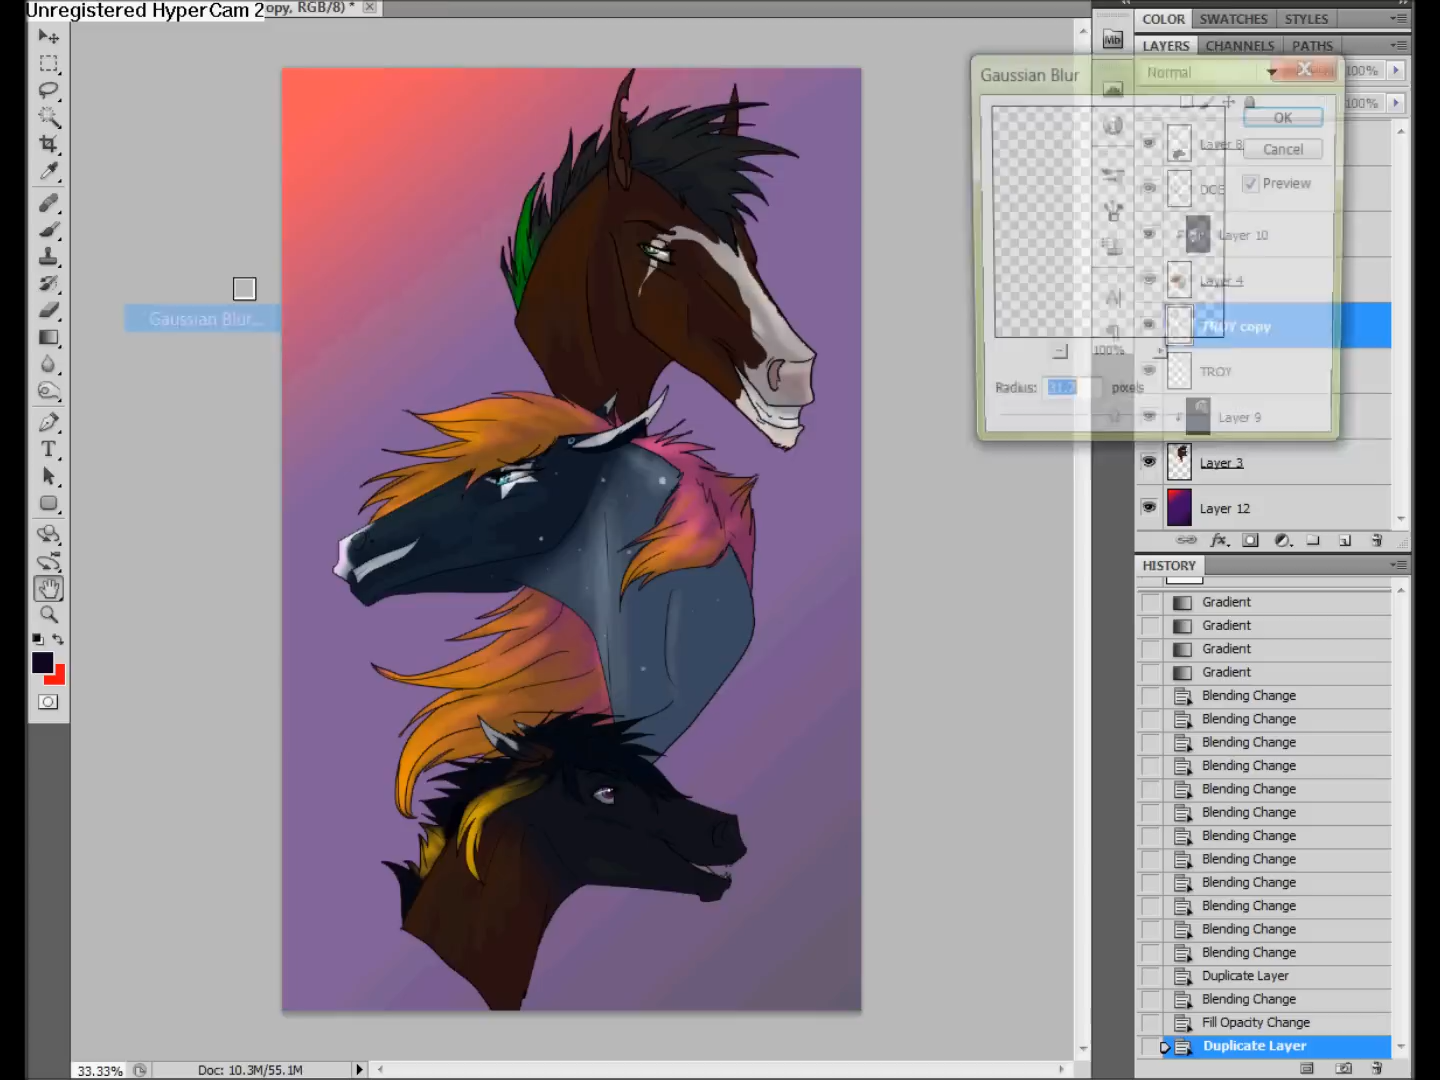 Unregistered HyperCam 2
opy, RGB/8) *
COLOR SWATCHES STYLES
LAYERS CHANNELS PATHS
Gaussian Blur
Normal
100%
OK
100%
Cancel
Layer 8
Preview
Layer 10
Layer 4
Gaussian Blur...
TROY copy
100%
TROY
Radius: 31.7 pixels
Layer 9
Layer 3
Layer 12
HISTORY
Gradient
Gradient
Gradient
Gradient
Blending Change
Blending Change
Blending Change
Blending Change
Blending Change
Blending Change
Blending Change
Blending Change
Blending Change
Blending Change
Blending Change
Blending Change
Duplicate Layer
Blending Change
Fill Opacity Change
Duplicate Layer
33.33%
Doc: 10.3M/55.1M